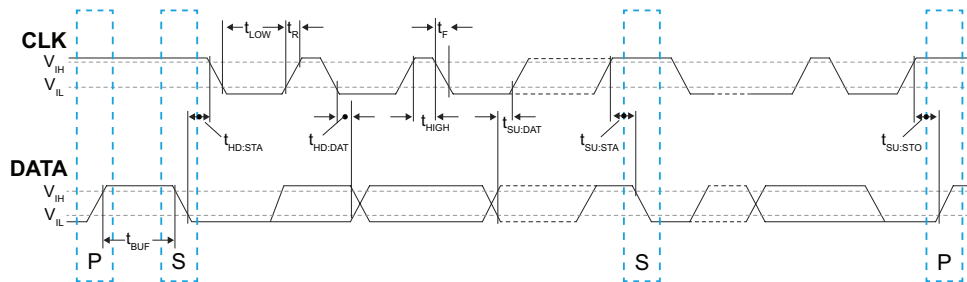 CLK
V_IH
V_IL
t_LOW
t_R
t_F
t_HD:STA
t_HD:DAT
t_HIGH
t_SU:DAT
t_SU:STA
t_SU:STO
DATA
V_IH
V_IL
t_BUF
P
S
S
P